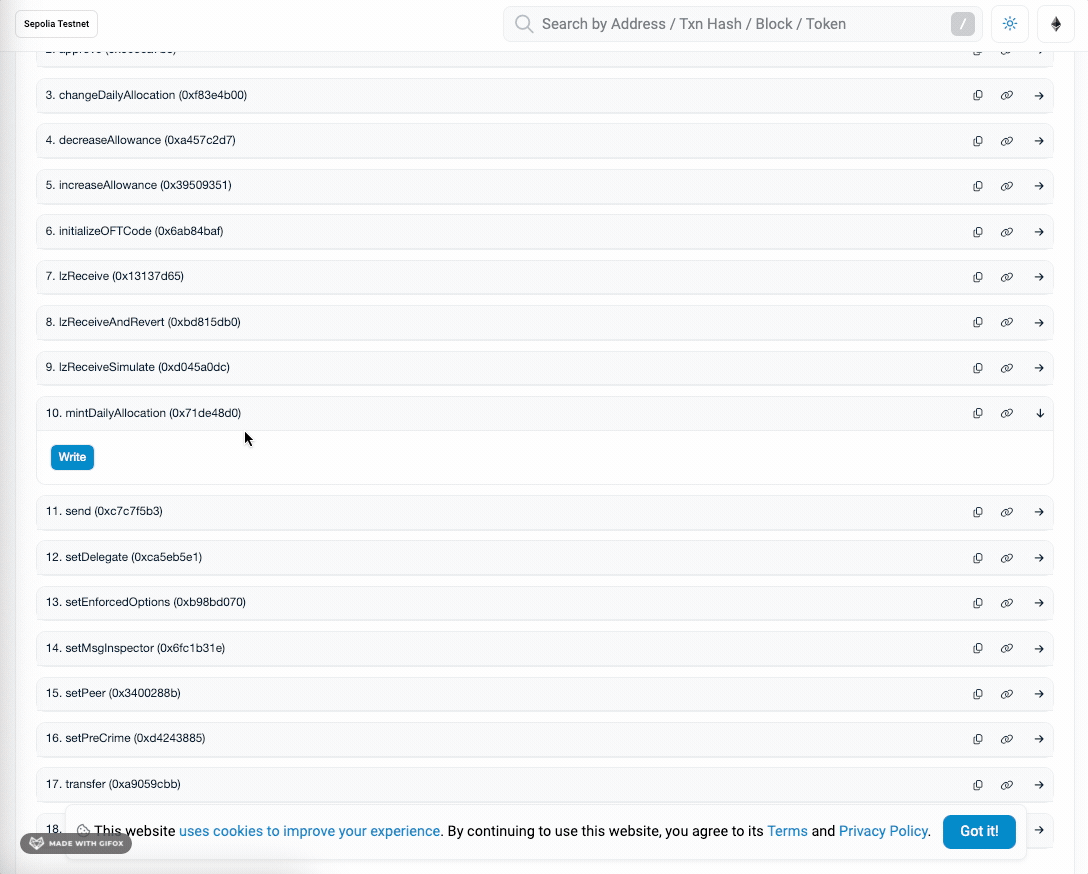 Sepolia Testnet
Search by Address / Txn Hash / Block / Token
/
3. changeDailyAllocation (0xf83e4b00)
4. decreaseAllowance (0xa457c2d7)
5. increaseAllowance (0x39509351)
6. initializeOFTCode (0x6ab84baf)
7. lzReceive (0x13137d65)
8. lzReceiveAndRevert (0xbd815db0)
9. lzReceiveSimulate (0xd045a0dc)
10. mintDailyAllocation (0x71de48d0)
Write
11. send (0xc7c7f5b3)
12. setDelegate (0xca5eb5e1)
13. setEnforcedOptions (0xb98bd070)
14. setMsgInspector (0x6fc1b31e)
15. setPeer (0x3400288b)
16. setPreCrime (0xd4243885)
17. transfer (0xa9059cbb)
18.
This website uses cookies to improve your experience. By continuing to use this website, you agree to its Terms and Privacy Policy.
Got it!
MADE WITH GIFOX